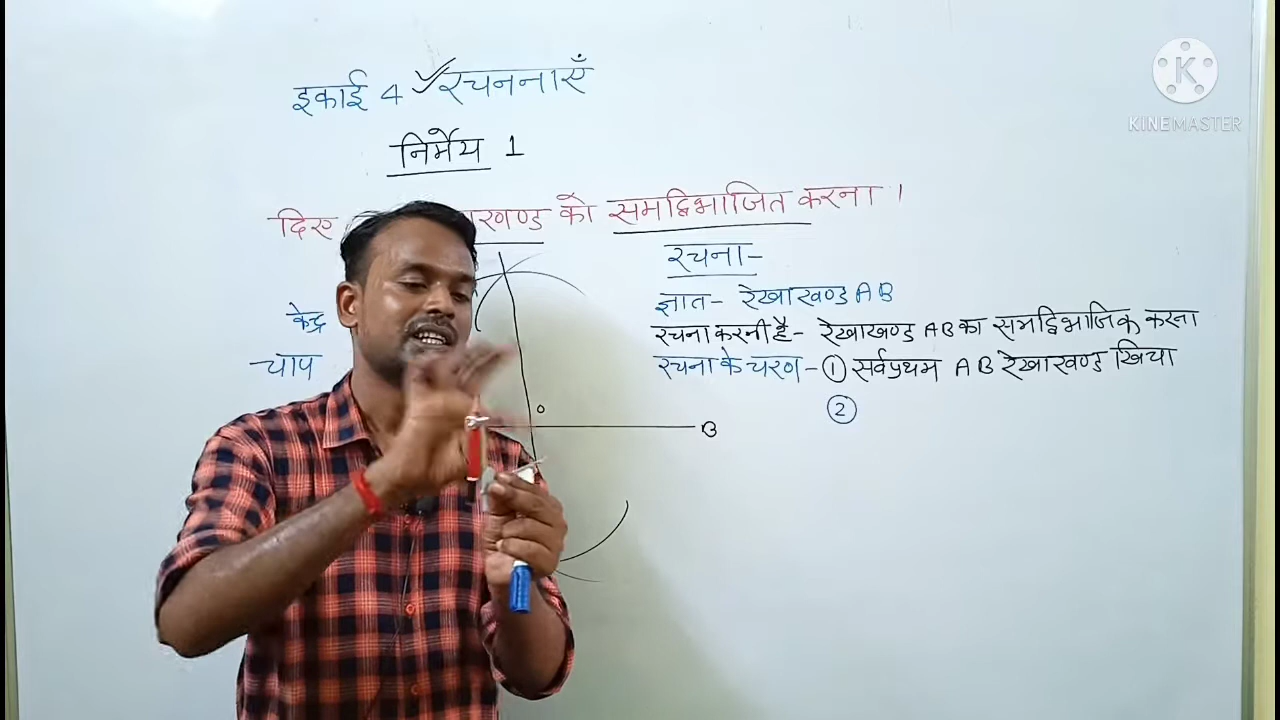 इकाई 4 रचननाएँ
निर्मेय 1
दिए खण्ड को समद्विभाजित करना ।
रचना-
ज्ञात- रेखाखण्ड AB
केद्र
रचना करनी है- रेखाखण्ड AB का समद्विभाजिक करना
चाप
रचना के चरण- ① सर्वप्रथम AB रेखाखण्ड खिचा
②
O
B
K
KINEMASTER